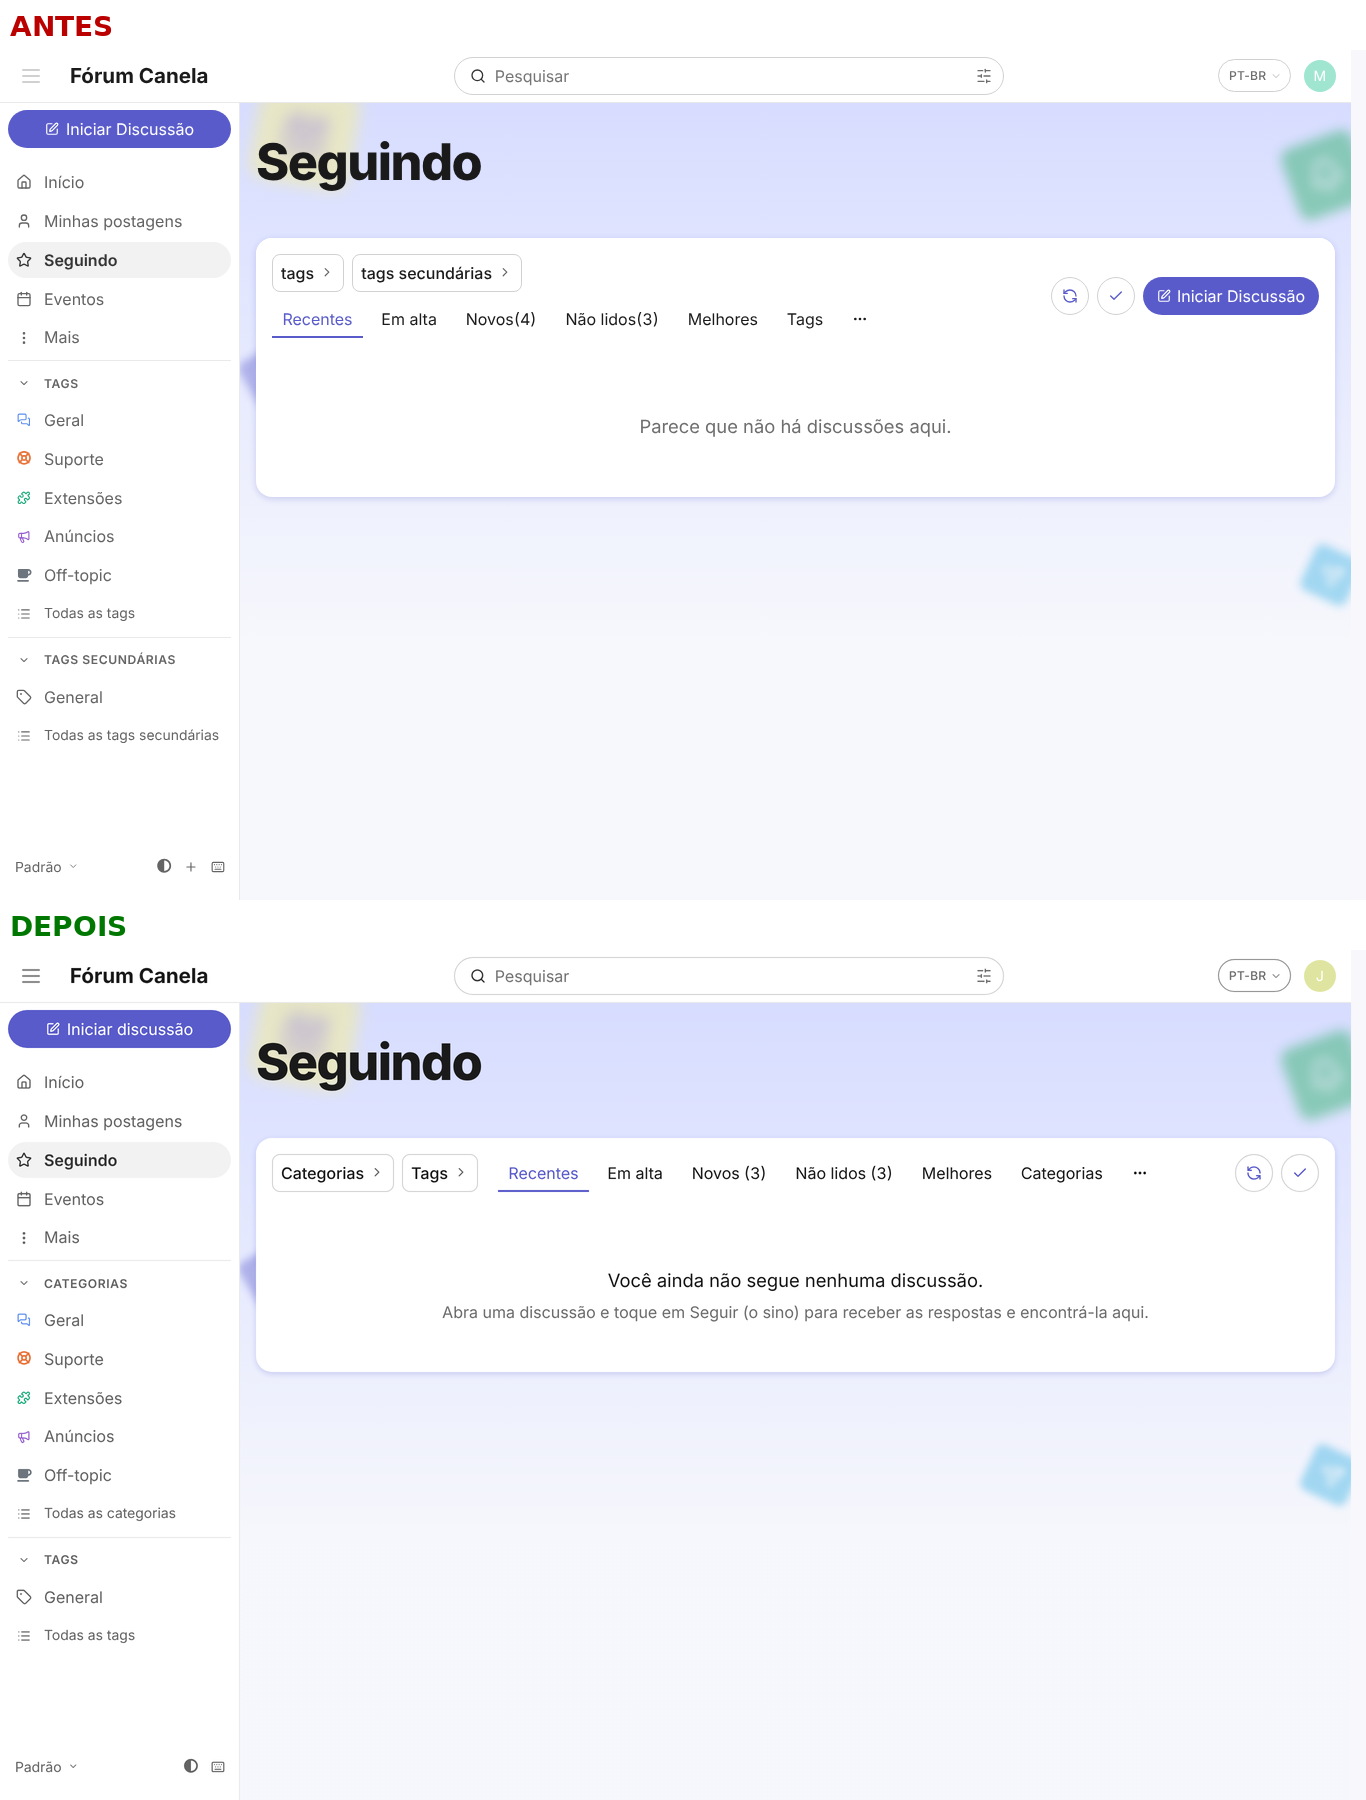 ANTES
Fórum Canela
Pesquisar
PT-BR
M
Iniciar Discussão
Início
Minhas postagens
Seguindo
Eventos
Mais
TAGS
Geral
Suporte
Extensões
Anúncios
Off-topic
Todas as tags
TAGS SECUNDÁRIAS
General
Todas as tags secundárias
Padrão
Seguindo
tags
tags secundárias
Iniciar Discussão
Recentes Em alta Novos(4) Não lidos(3) Melhores Tags
Parece que não há discussões aqui.
DEPOIS
Fórum Canela
Pesquisar
PT-BR
J
Iniciar discussão
Início
Minhas postagens
Seguindo
Eventos
Mais
CATEGORIAS
Geral
Suporte
Extensões
Anúncios
Off-topic
Todas as categorias
TAGS
General
Todas as tags
Padrão
Seguindo
Categorias Tags Recentes Em alta Novos (3) Não lidos (3) Melhores Categorias
Você ainda não segue nenhuma discussão.
Abra uma discussão e toque em Seguir (o sino) para receber as respostas e encontrá-la aqui.